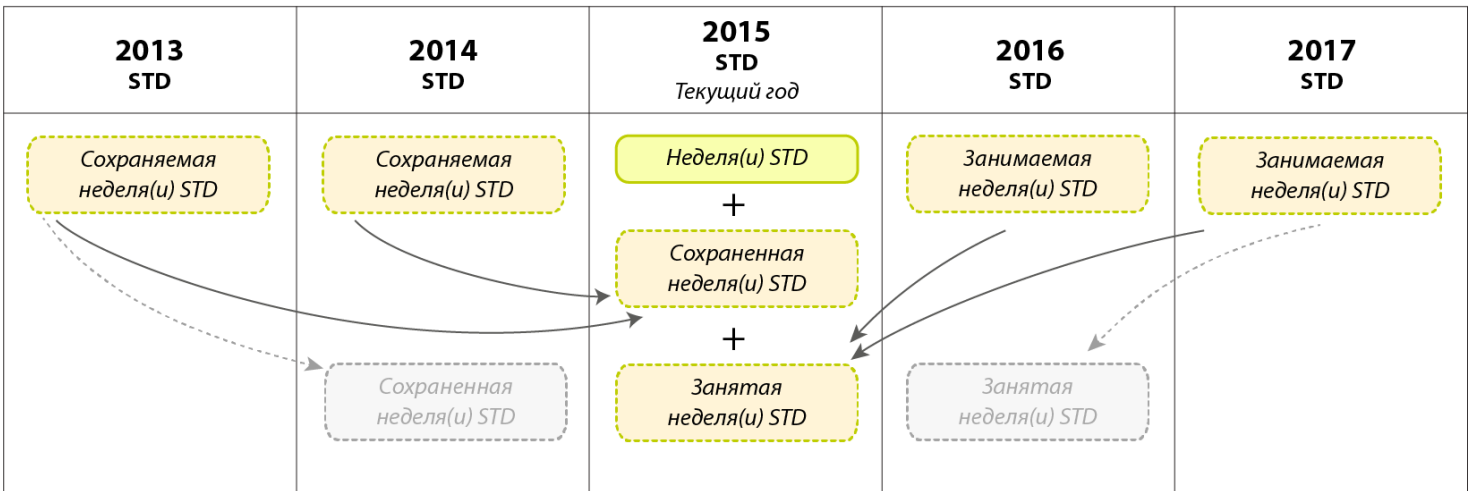 2013
STD
2014
STD
2015
STD
Текущий год
2016
STD
2017
STD
Сохраняемая
неделя(и) STD
Сохраняемая
неделя(и) STD
Неделя(и) STD
+
Сохраненная
неделя(и) STD
+
Занятая
неделя(и) STD
Занимаемая
неделя(и) STD
Занимаемая
неделя(и) STD
Сохраненная
неделя(и) STD
Занятая
неделя(и) STD